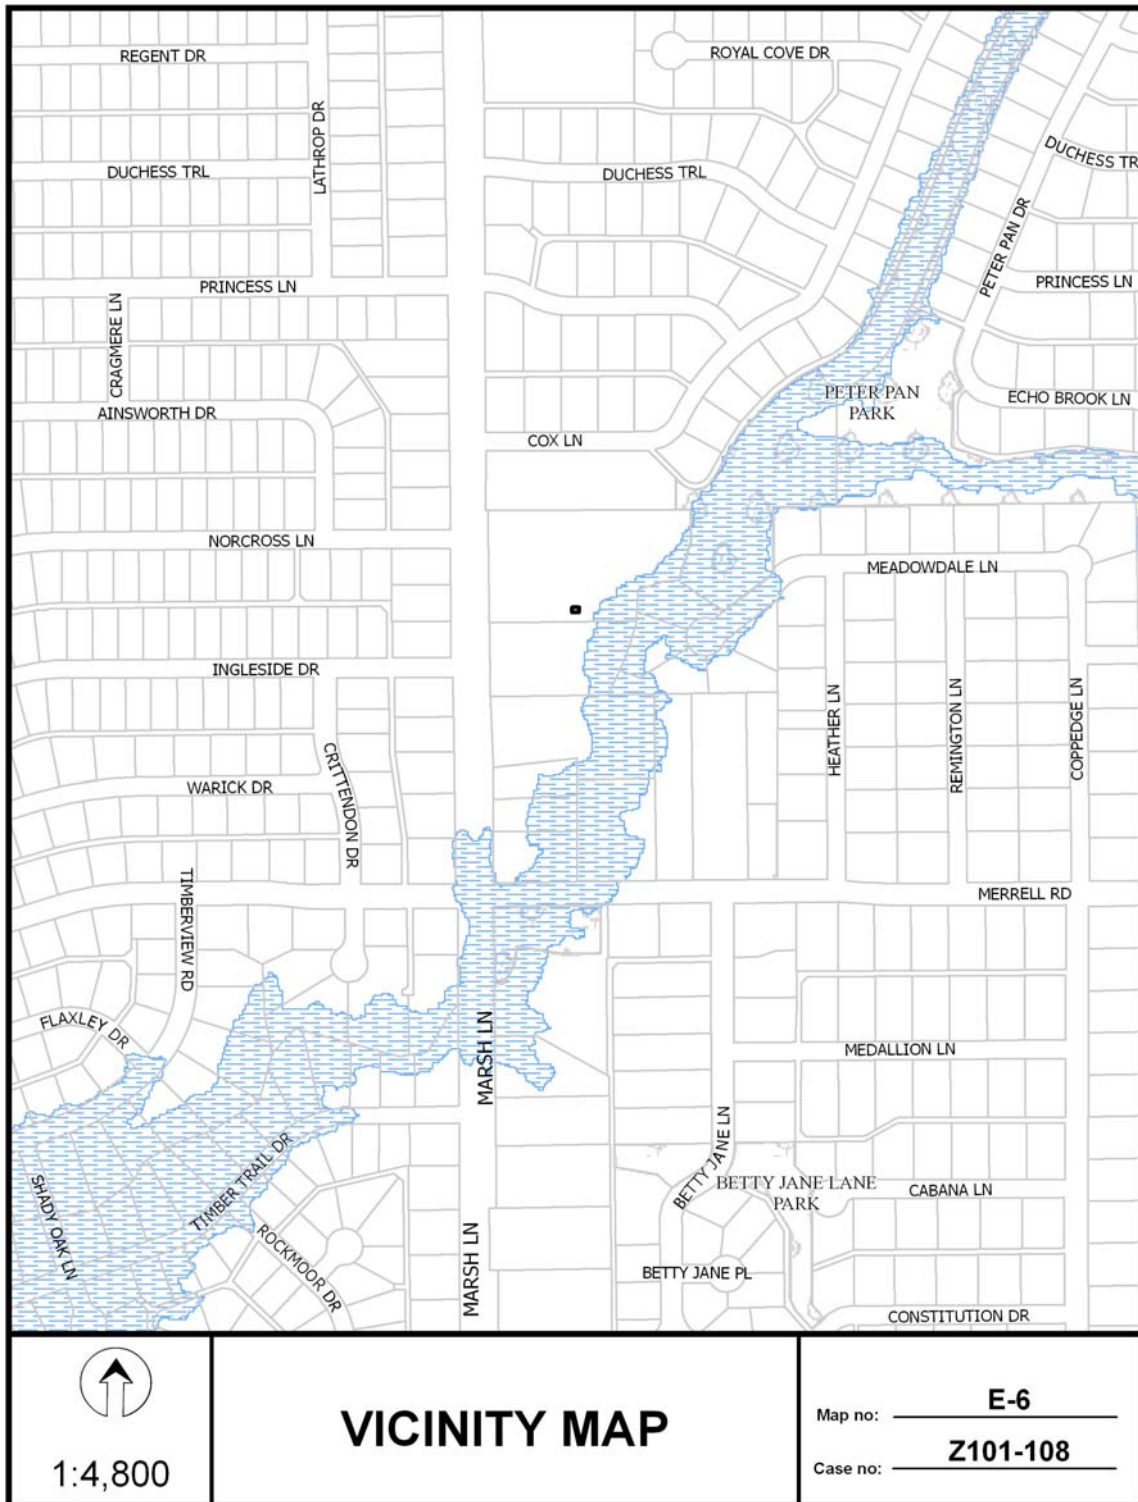 REGENT DR
ROYAL COVE DR
LATHROP DR
DUCHESS TRL
DUCHESS TRL
DUCHESS TR
PETER PAN DR
PRINCESS LN
PRINCESS LN
CRAGMERE LN
PETER PAN
PARK
ECHO BROOK LN
AINSWORTH DR
COX LN
NORCROSS LN
MEADOWDALE LN
INGLESIDE DR
HEATHER LN
REMINGTON LN
COPPEDGE LN
CRITTENDON DR
WARICK DR
TIMBERVIEW RD
MERRELL RD
FLAXLEY DR
MARSH LN
MEDALLION LN
BETTY JANE LN
TIMBER TRAIL DR
SHADY OAK LN
BETTY JANE LANE
PARK
CABANA LN
ROCKMOOR DR
MARSH LN
BETTY JANE PL
CONSTITUTION DR
1:4,800
VICINITY MAP
Map no: E-6
Case no: Z101-108